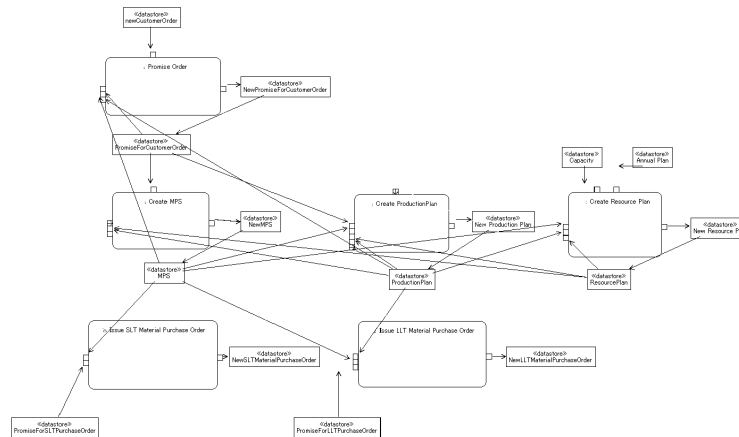 «datastore»
newCustomerOrder
: Promise Order
«datastore»
NewPromiseForCustomerOrder
«datastore»
PromiseForCustomerOrder
«datastore»
Capacity
«datastore»
Annual Plan
: Create MPS
«datastore»
NewMPS
: Create ProductionPlan
«datastore»
New Production Plan
: Create Resource Plan
«datastore»
New Resource P
«datastore»
MPS
«datastore»
ProductionPlan
«datastore»
ResourcePlan
: Issue SLT Material Purchase Order
«datastore»
NewSLTMaterialPurchaseOrder
: Issue LLT Material Purchase Order
«datastore»
NewLLTMaterialPurchaseOrder
«datastore»
PromiseForSLTPurchaseOrder
«datastore»
PromiseForLLTPurchaseOrder